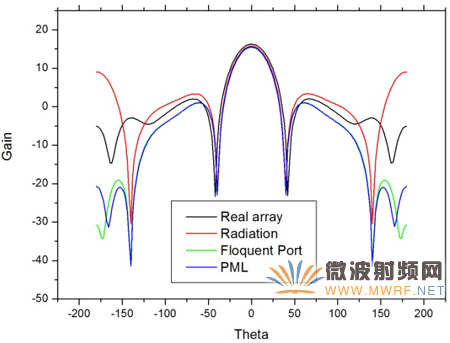 20
10
0
-10
-20
-30
-40
-50
Gain
-200 -150 -100 -50 0 50 100 150 200
Theta
Real array
Radiation
Floquent Port
PML
微波射频网
WWW.MWRF.NET